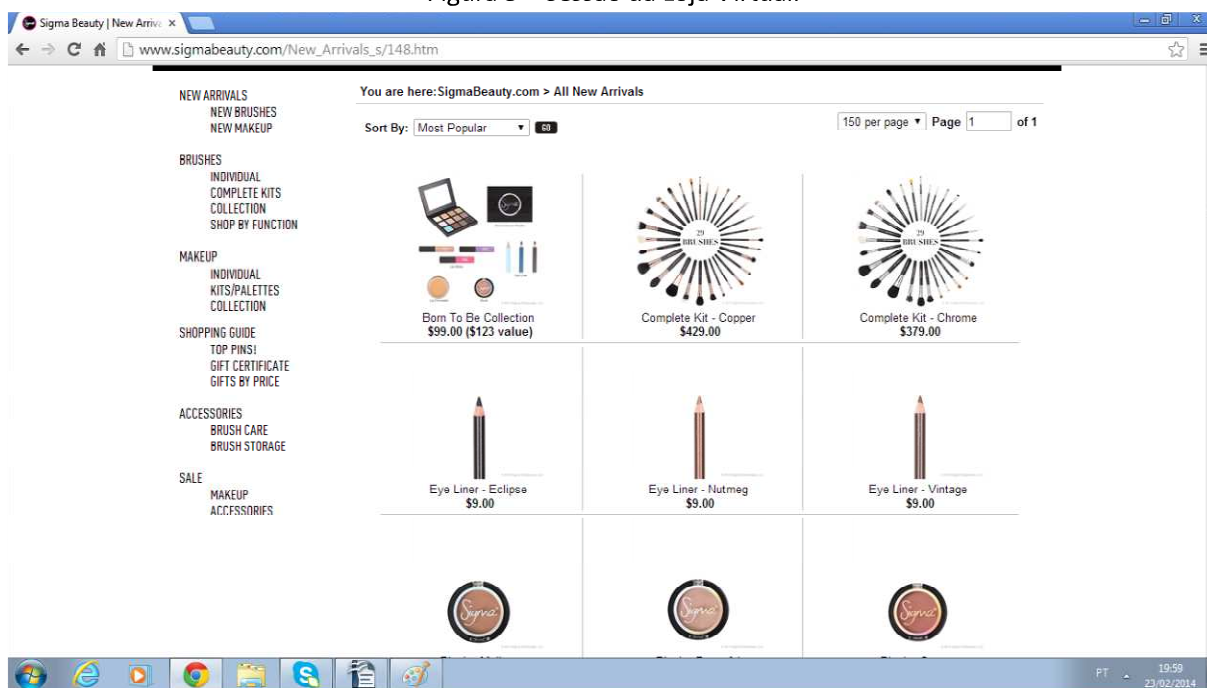 Sigma Beauty | New Arriva
www.sigmabeauty.com/New_Arrivals_s/148.htm
You are here:SigmaBeauty.com > All New Arrivals
Sort By: Most Popular GO
150 per page Page 1 of 1
NEW ARRIVALS
NEW BRUSHES
NEW MAKEUP
BRUSHES
INDIVIDUAL
COMPLETE KITS
COLLECTION
SHOP BY FUNCTION
MAKEUP
INDIVIDUAL
KITS/PALETTES
COLLECTION
SHOPPING GUIDE
TOP PINS!
GIFT CERTIFICATE
GIFTS BY PRICE
ACCESSORIES
BRUSH CARE
BRUSH STORAGE
SALE
MAKEUP
ACCESSORIES
Sigma
Born To Be Collection
$99.00 ($123 value)
29
BRUSHES
Complete Kit - Copper
$429.00
29
BRUSHES
Complete Kit - Chrome
$379.00
Eye Liner - Eclipse
$9.00
Eye Liner - Nutmeg
$9.00
Eye Liner - Vintage
$9.00
Sigma
Sigma
Sigma
PT
19:59
23/02/2014